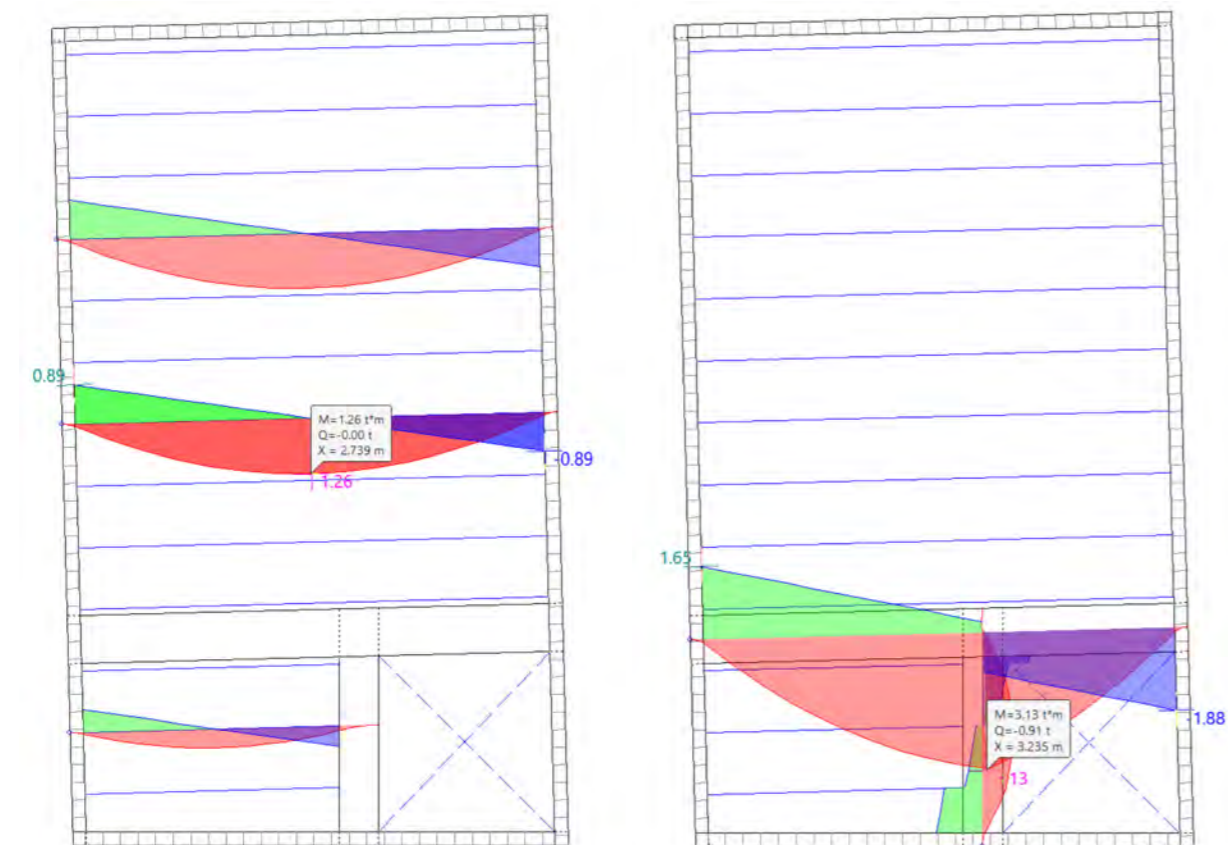 0.89
M=1.26 t*m
Q=-0.00 t
X = 2.739 m
-0.89
1.26
1.65
M=3.13 t*m
Q=-0.91 t
X = 3.235 m
-1.88
13